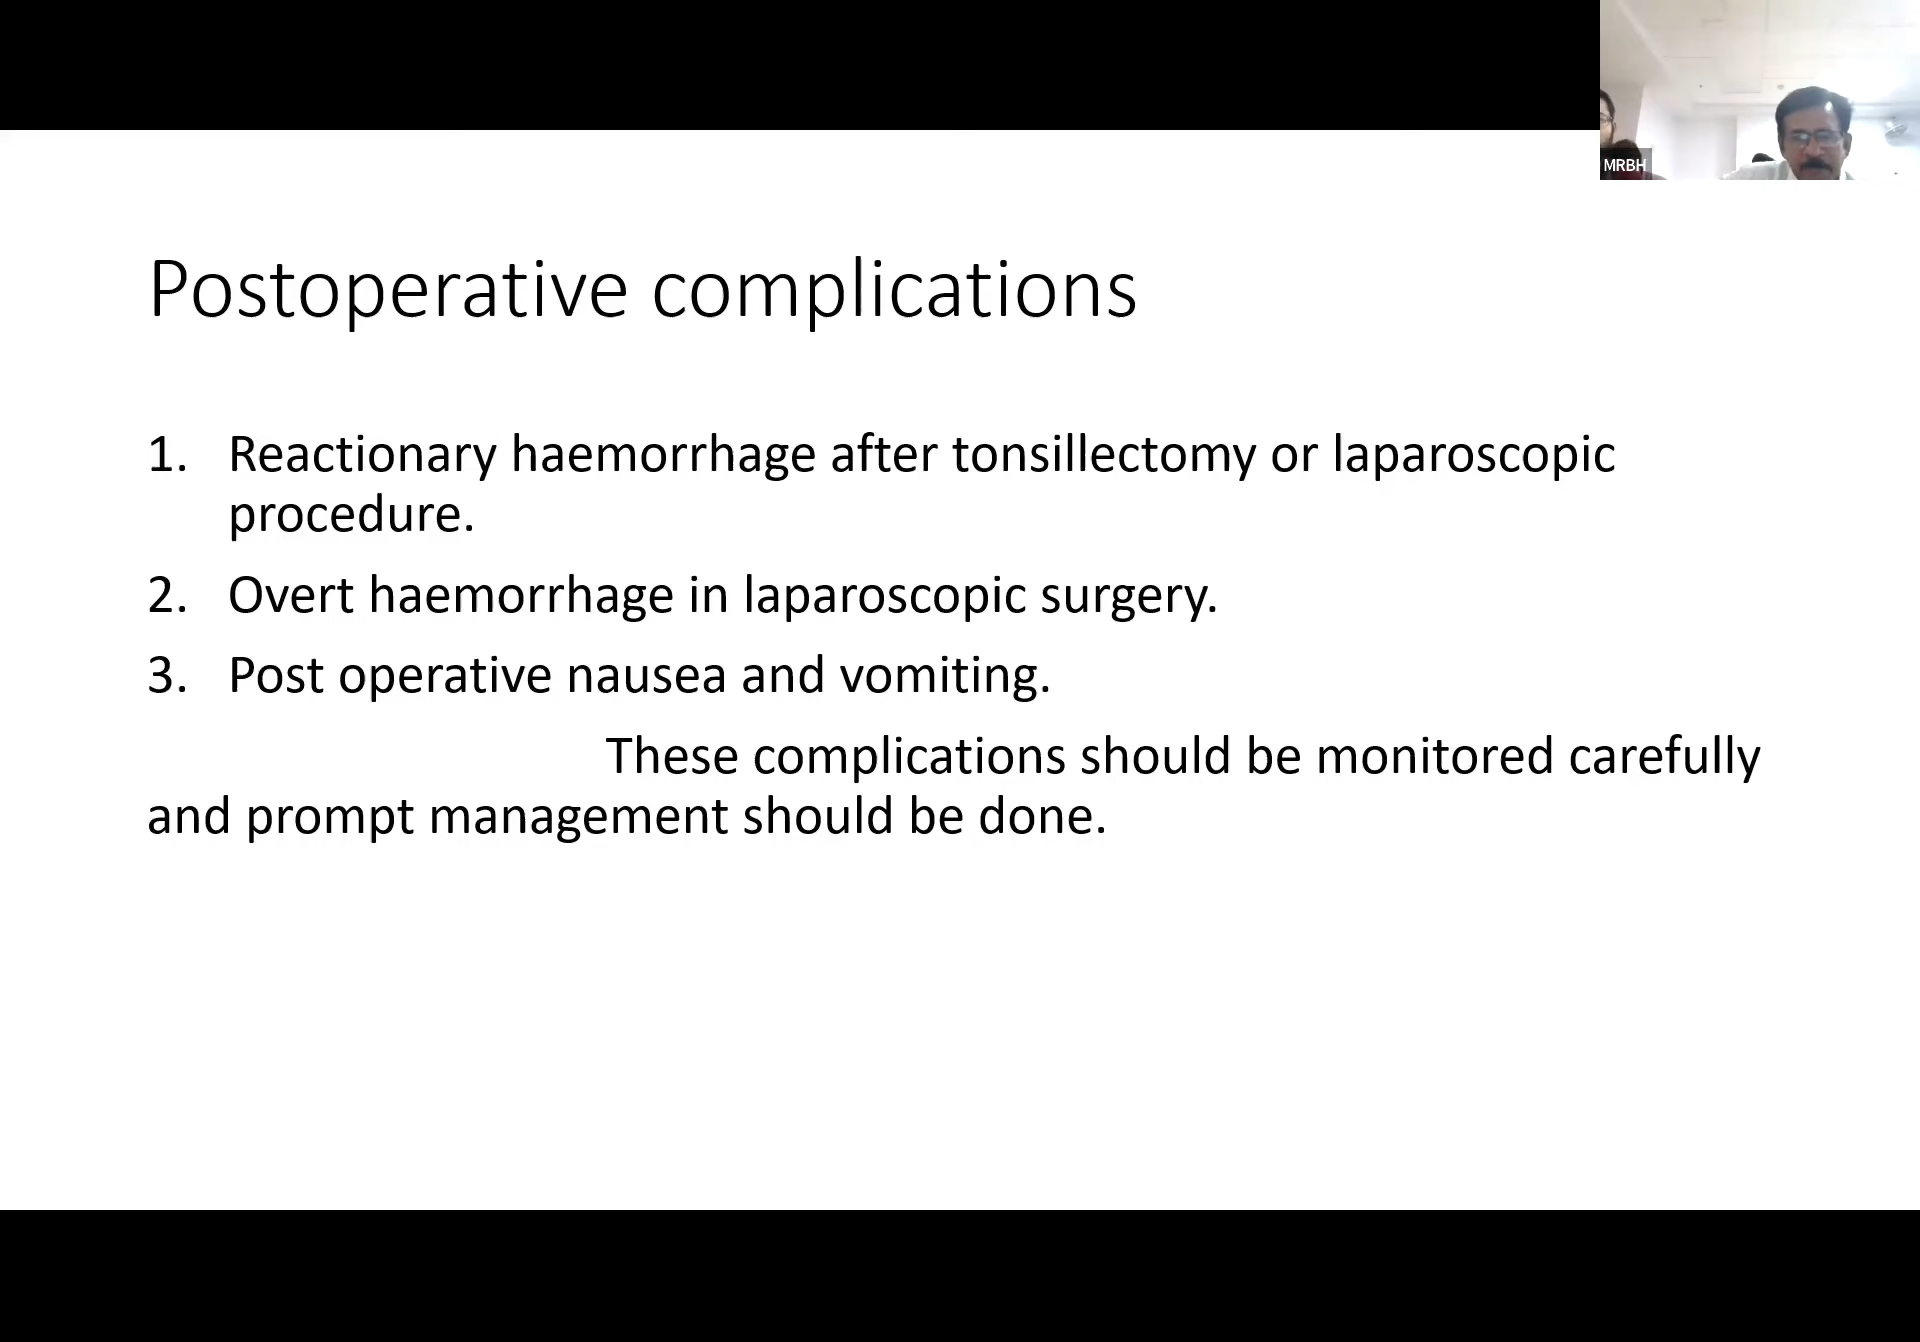 MRBH
Postoperative complications
1. Reactionary haemorrhage after tonsillectomy or laparoscopic
procedure.
2. Overt haemorrhage in laparoscopic surgery.
3. Post operative nausea and vomiting.
These complications should be monitored carefully
and prompt management should be done.